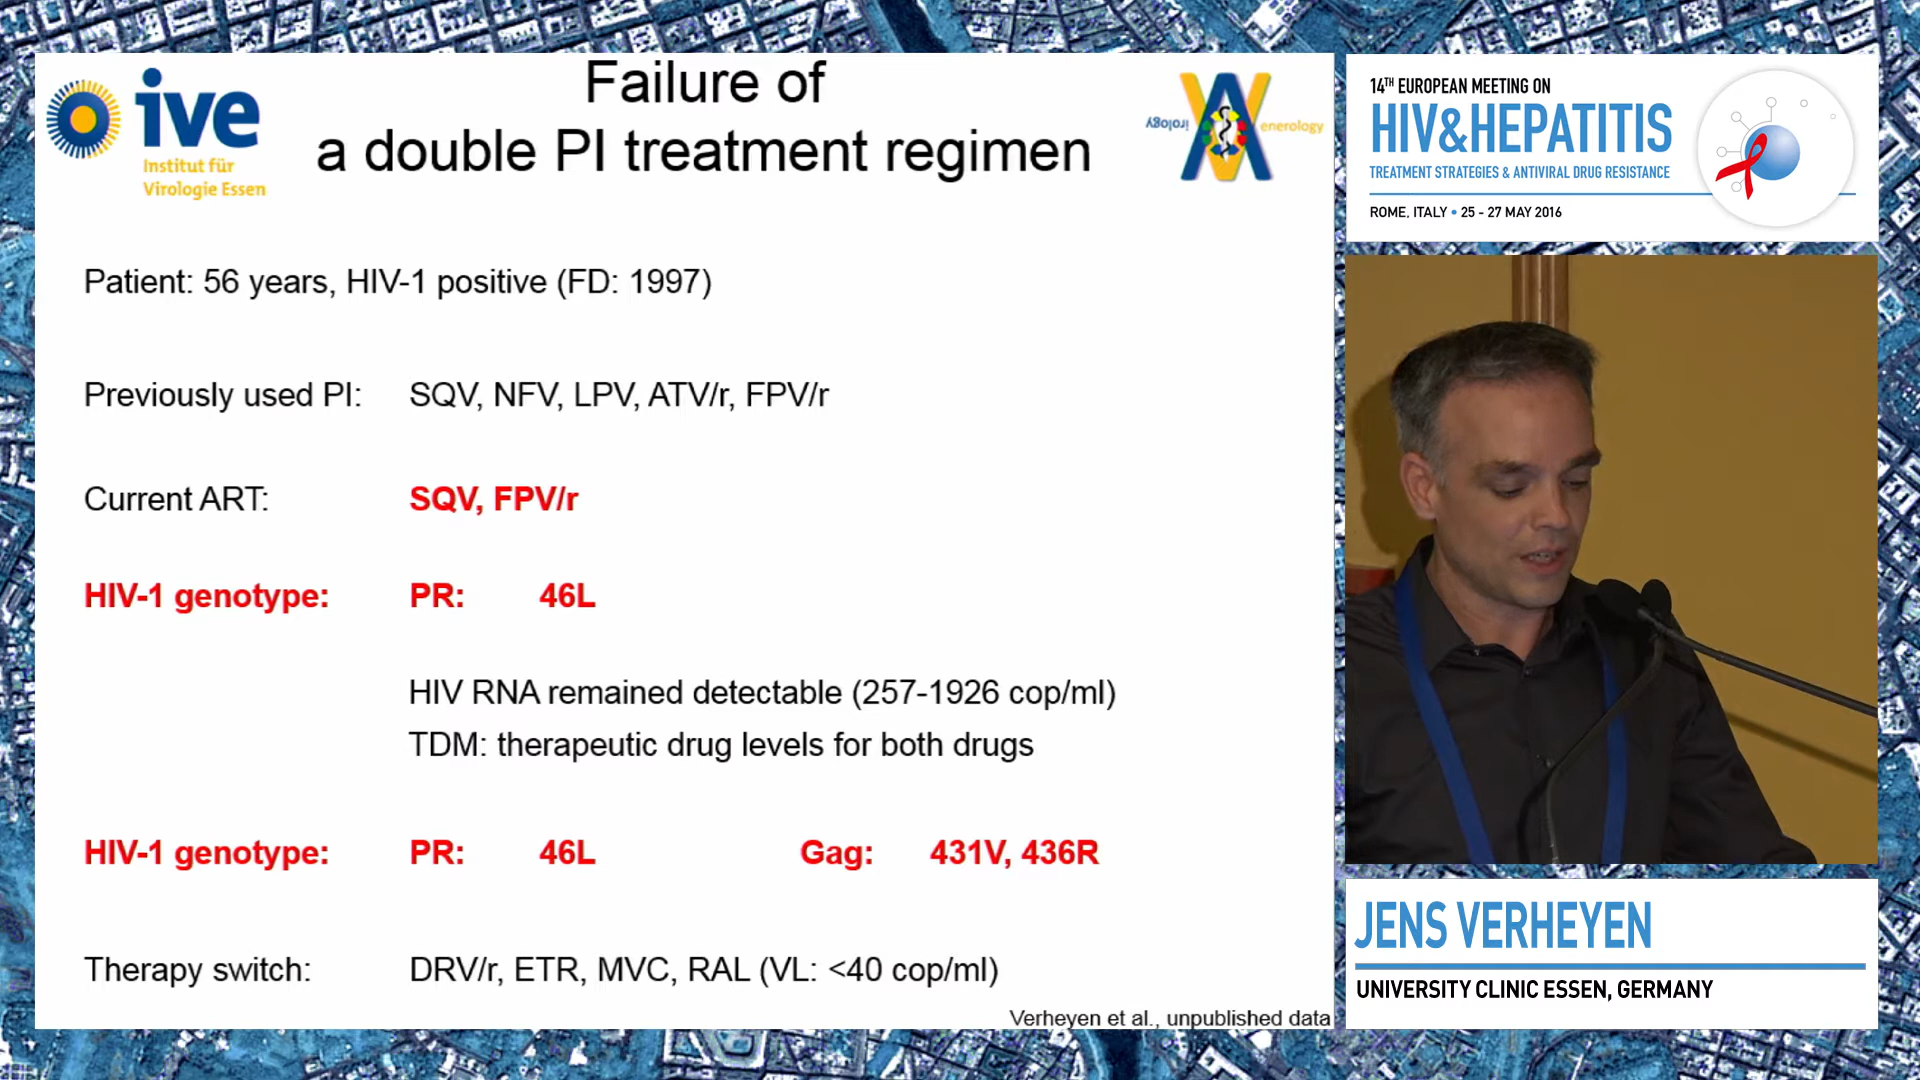 ive
Institut für
Virologie Essen
Failure of
a double PI treatment regimen
Virology
enerology
Patient: 56 years, HIV-1 positive (FD: 1997)
Previously used PI: SQV, NFV, LPV, ATV/r, FPV/r
Current ART: SQV, FPV/r
HIV-1 genotype: PR: 46L
HIV RNA remained detectable (257-1926 cop/ml)
TDM: therapeutic drug levels for both drugs
HIV-1 genotype: PR: 46L Gag: 431V, 436R
Therapy switch: DRV/r, ETR, MVC, RAL (VL: <40 cop/ml)
Verheyen et al., unpublished data
14TH EUROPEAN MEETING ON
HIV&HEPATITIS
TREATMENT STRATEGIES & ANTIVIRAL DRUG RESISTANCE
ROME, ITALY • 25 - 27 MAY 2016
JENS VERHEYEN
UNIVERSITY CLINIC ESSEN, GERMANY